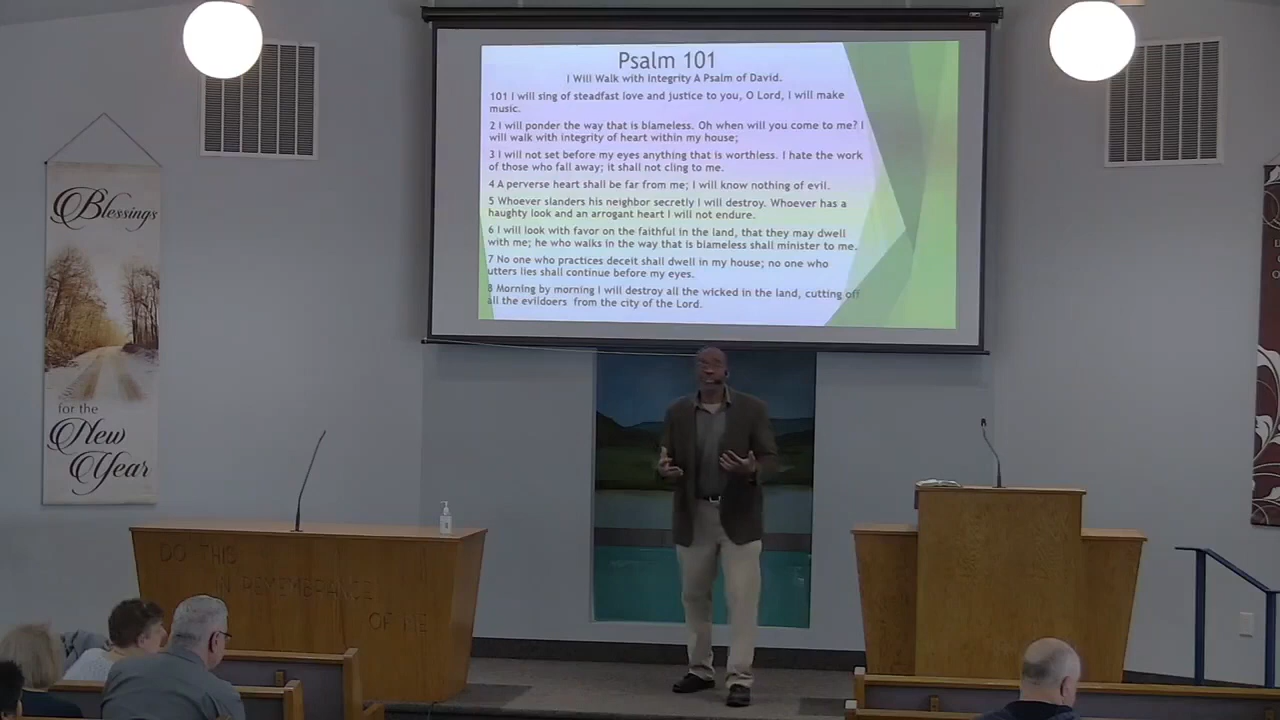 Psalm 101
I Will Walk with Integrity A Psalm of David.
101 I will sing of steadfast love and justice to you, O Lord, I will make
music.
2 I will ponder the way that is blameless. Oh when will you come to me? I
will walk with integrity of heart within my house;
3 I will not set before my eyes anything that is worthless. I hate the work
of those who fall away; it shall not cling to me.
4 A perverse heart shall be far from me; I will know nothing of evil.
5 Whoever slanders his neighbor secretly I will destroy. Whoever has a
haughty look and an arrogant heart I will not endure.
6 I will look with favor on the faithful in the land, that they may dwell
with me; he who walks in the way that is blameless shall minister to me.
7 No one who practices deceit shall dwell in my house; no one who
utters lies shall continue before my eyes.
8 Morning by morning I will destroy all the wicked in the land, cutting off
all the evildoers from the city of the Lord.
Blessings
for the
New
Year
DO THIS
IN REMEMBRANCE
OF ME